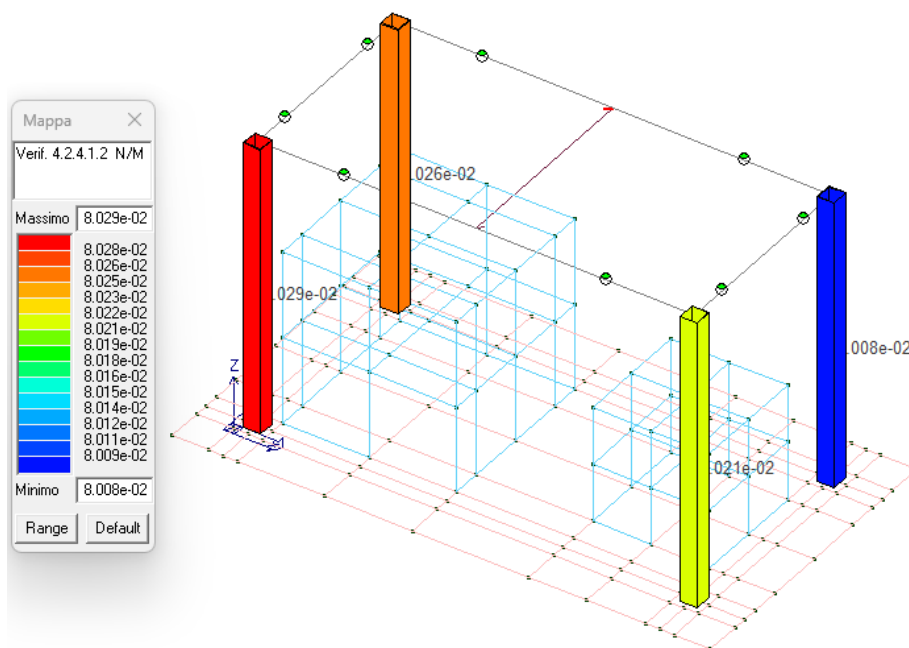 Mappa
Verif. 4.2.4.1.2 N/M
Massimo 8.029e-02
8.028e-02
8.026e-02
8.025e-02
8.023e-02
8.022e-02
8.021e-02
8.019e-02
8.018e-02
8.016e-02
8.015e-02
8.014e-02
8.012e-02
8.011e-02
8.009e-02
Minimo 8.008e-02
Range Default
.026e-02
.029e-02
.008e-02
021e-02
Z